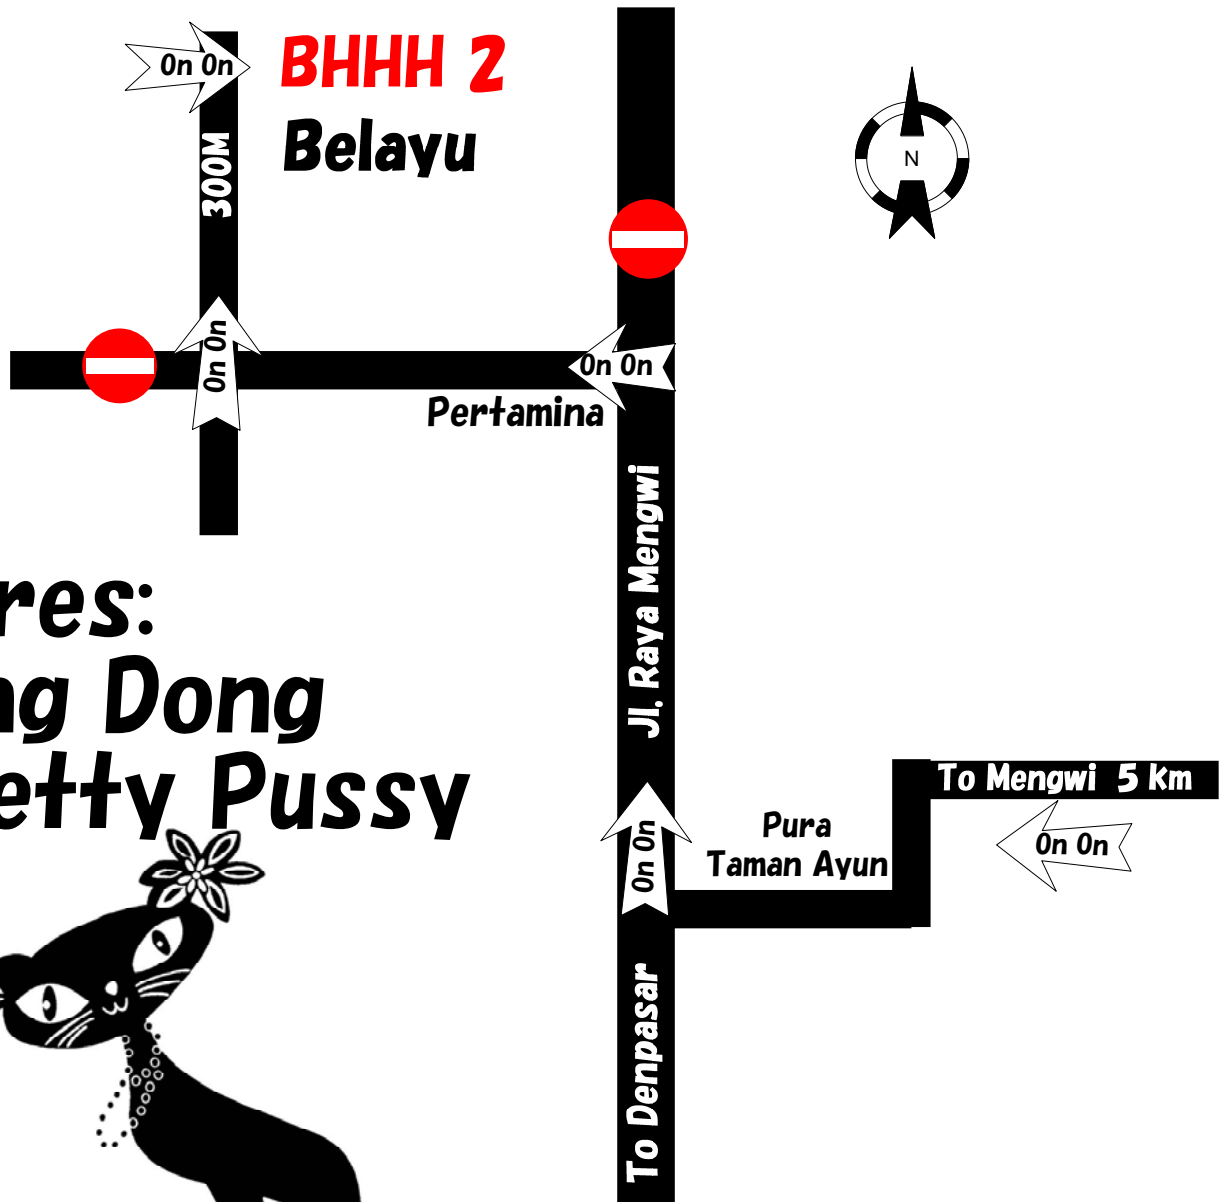 On On
BHHH 2
Belayu
300M
N
On On
On On
Pertamina
Jl. Raya Mengwi
res:
ng Dong
etty Pussy
To Mengwi 5 km
Pura
Taman Ayun
On On
On On
To Denpasar